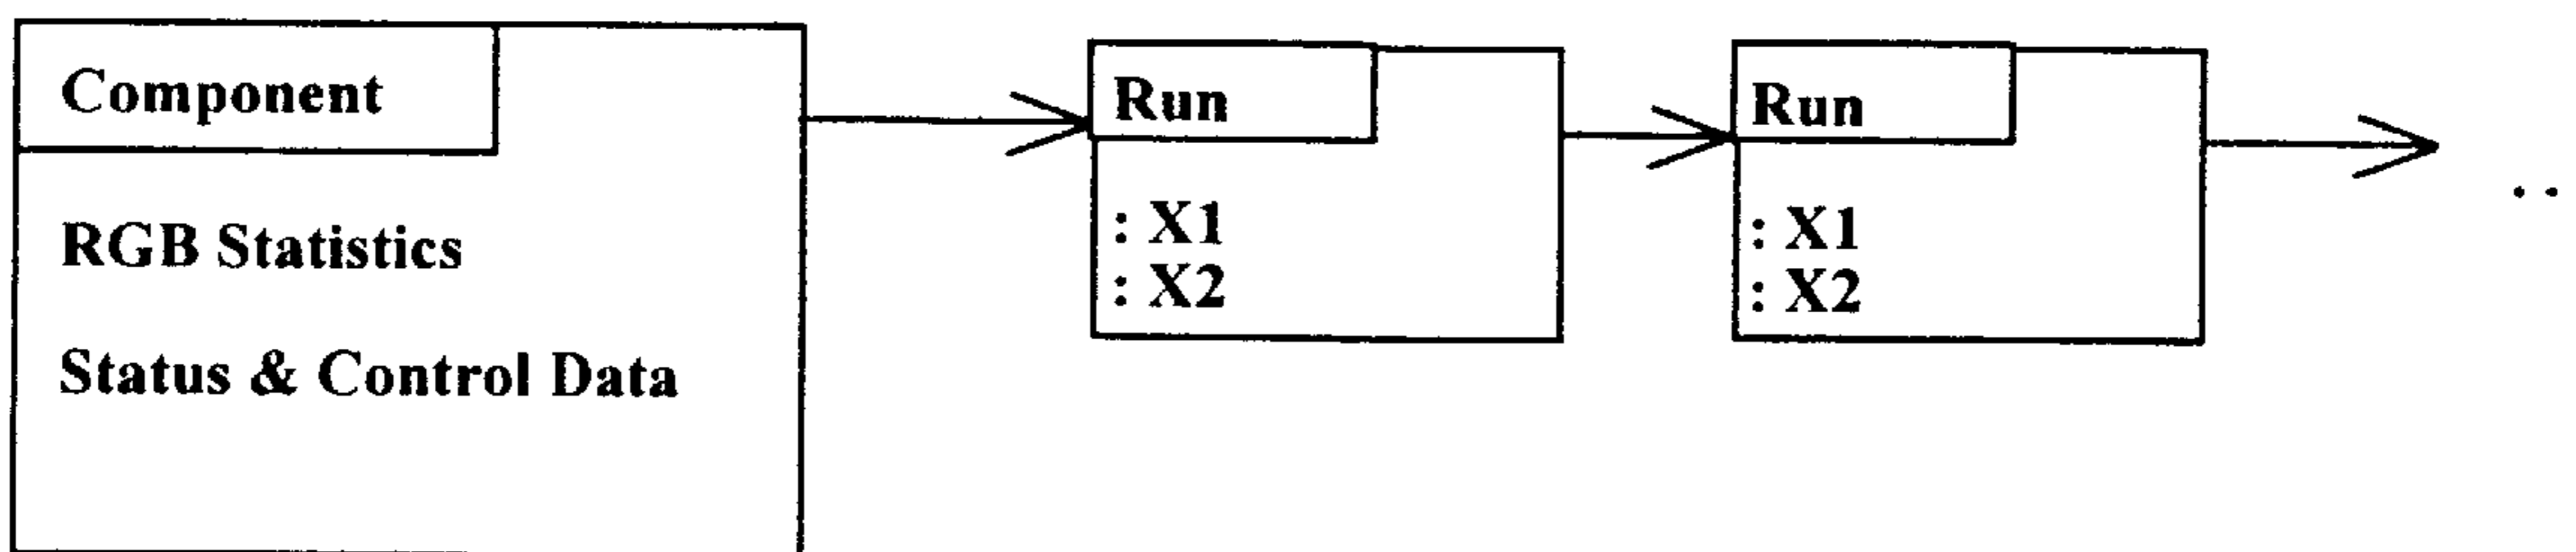 Component
RGB Statistics
Status & Control Data
Run
: X1
: X2
Run
: X1
: X2
..